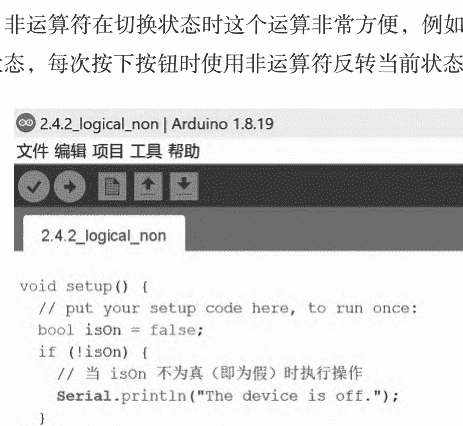 非运算符在切换状态时这个运算非常方便，例如
态，每次按下按钮时使用非运算符反转当前状态
2.4.2_logical_non | Arduino 1.8.19
文件 编辑 项目 工具 帮助
2.4.2_logical_non
void setup() {
// put your setup code here, to run once:
bool isOn = false;
if (!isOn) {
// 当 isOn 不为真（即为假）时执行操作
Serial.println("The device is off.");
}